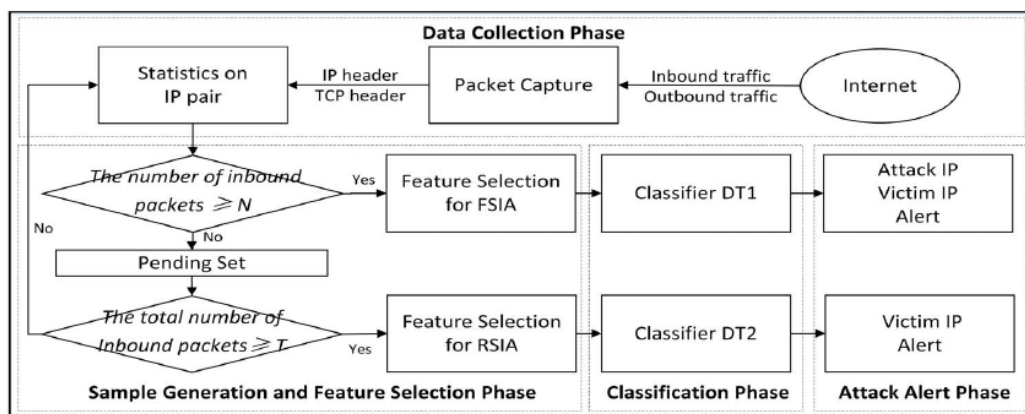 Data Collection Phase
Statistics on
IP pair
IP header
TCP header
Packet Capture
Inbound traffic
Outbound traffic
Internet
The number of inbound
packets ⩾ N
Yes
No
No
Feature Selection
for FSIA
Classifier DT1
Attack IP
Victim IP
Alert
Pending Set
The total number of
Inbound packets ⩾ T
Yes
Feature Selection
for RSIA
Classifier DT2
Victim IP
Alert
Sample Generation and Feature Selection Phase
Classification Phase
Attack Alert Phase